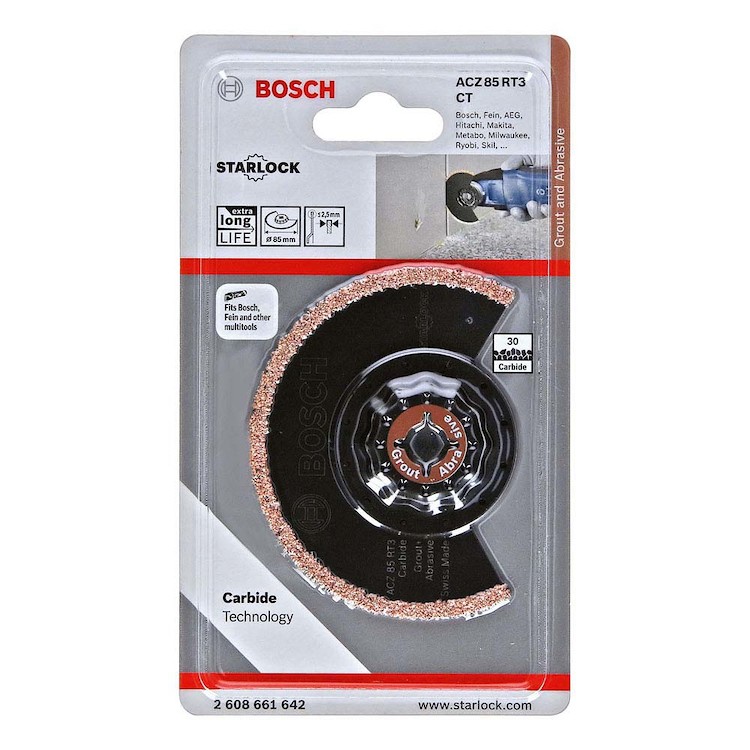 BOSCH
ACZ 85 RT3
CT
Bosch, Fein, AEG,
Hitachi, Makita,
Metabo, Milwaukee,
Ryobi, Skil, ...
STARLOCK
extra
long
LIFE
Ø 85 mm
≤2,5mm
Grout and Abrasive
Fits Bosch,
Fein and other
multitools
STARLOCK
30
Carbide
BOSCH
Grout
Abrasive
ACZ 85 RT3
Carbide
Grout+
Abrasive
Swiss Made
Carbide
Technology
2 608 661 642
www.starlock.com